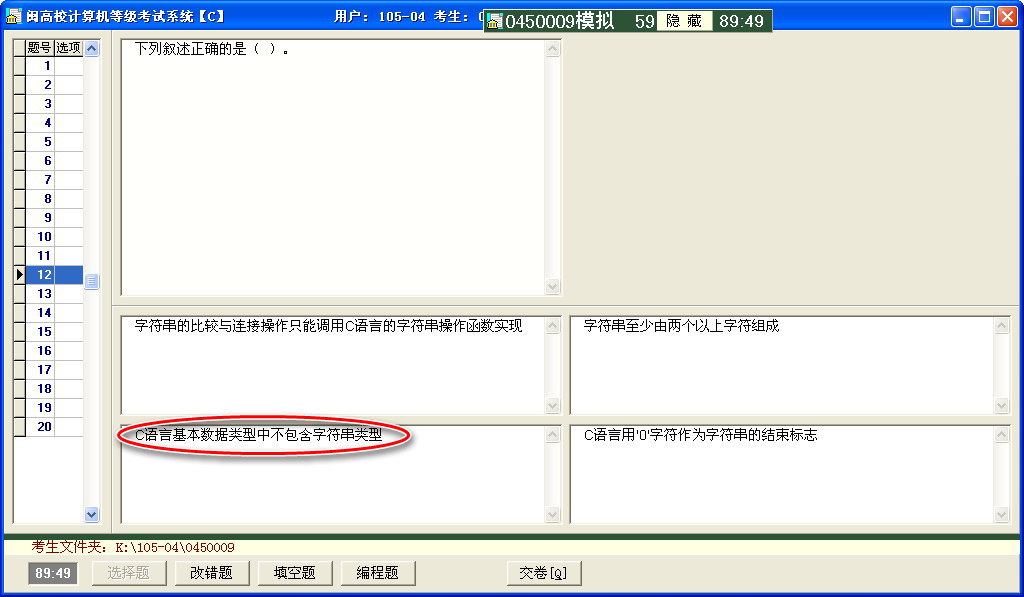 闽高校计算机等级考试系统【C】
用户: 105-04 考生:
0450009模拟 59 隐 藏 89:49
题号 选项
1
2
3
4
5
6
7
8
9
10
11
12
13
14
15
16
17
18
19
20
下列叙述正确的是（ ）。
字符串的比较与连接操作只能调用C语言的字符串操作函数实现
字符串至少由两个以上字符组成
C语言基本数据类型中不包含字符串类型
C语言用'0'字符作为字符串的结束标志
考生文件夹: K:\105-04\0450009
89:49 选择题 改错题 填空题 编程题 交卷[Q]